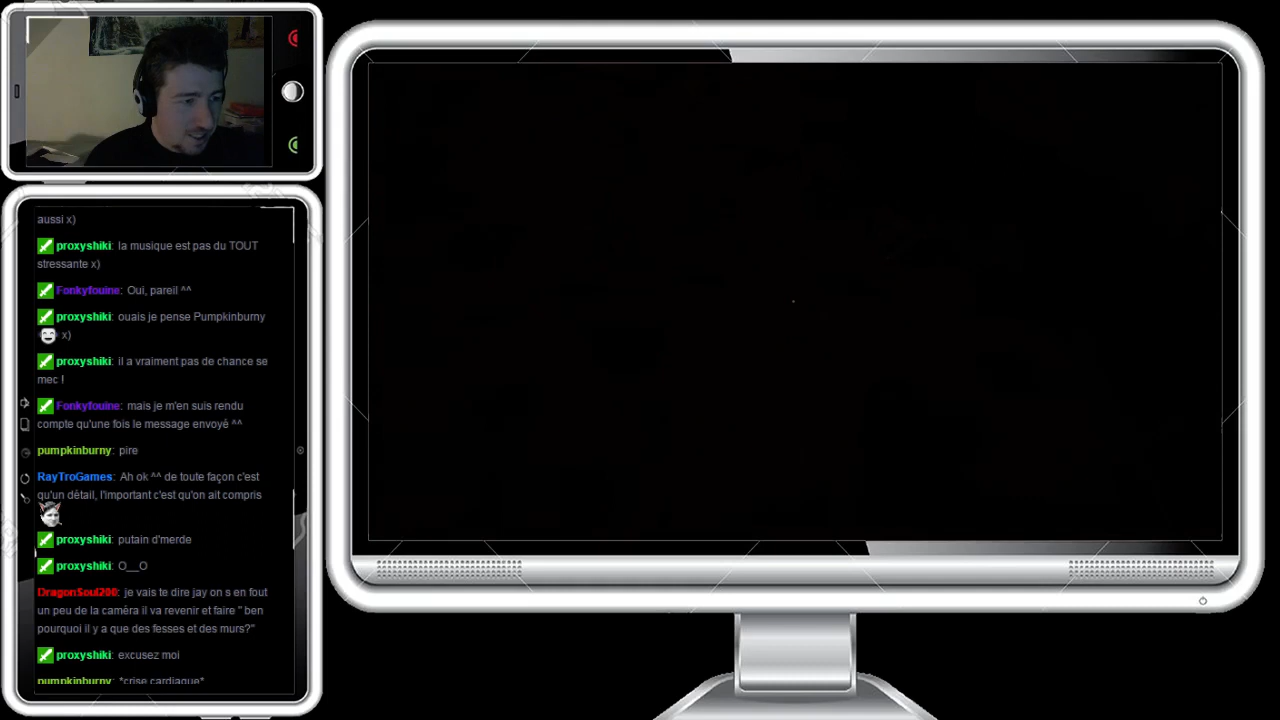 aussi x)
proxyshiki: la musique est pas du TOUT
stressante x)
Fonkyfouine: Oui, pareil ^^
proxyshiki: ouais je pense Pumpkinburny
x)
proxyshiki: il a vraiment pas de chance se
mec !
Fonkyfouine: mais je m'en suis rendu
compte qu'une fois le message envoyé ^^
pumpkinburny: pire
RayTroGames: Ah ok ^^ de toute façon c'est
qu'un détail, l'important c'est qu'on ait compris
proxyshiki: putain d'merde
proxyshiki: O__O
DragonSoul200: je vais te dire jay on s en fout
un peu de la caméra il va revenir et faire " ben
pourquoi il y a que des fesses et des murs?"
proxyshiki: excusez moi
pumpkinburny: *crise cardiaque*